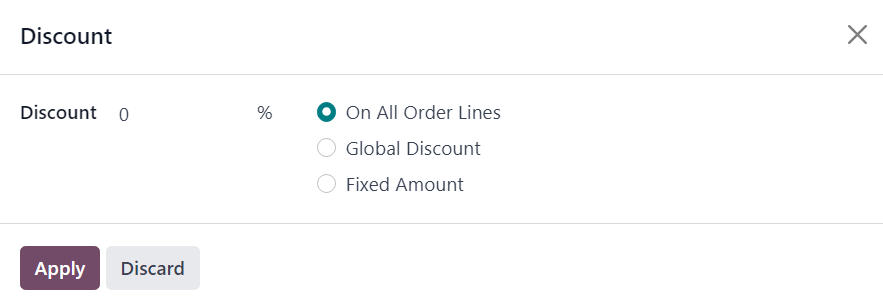 Discount
Discount 0 % On All Order Lines
Global Discount
Fixed Amount
Apply Discard